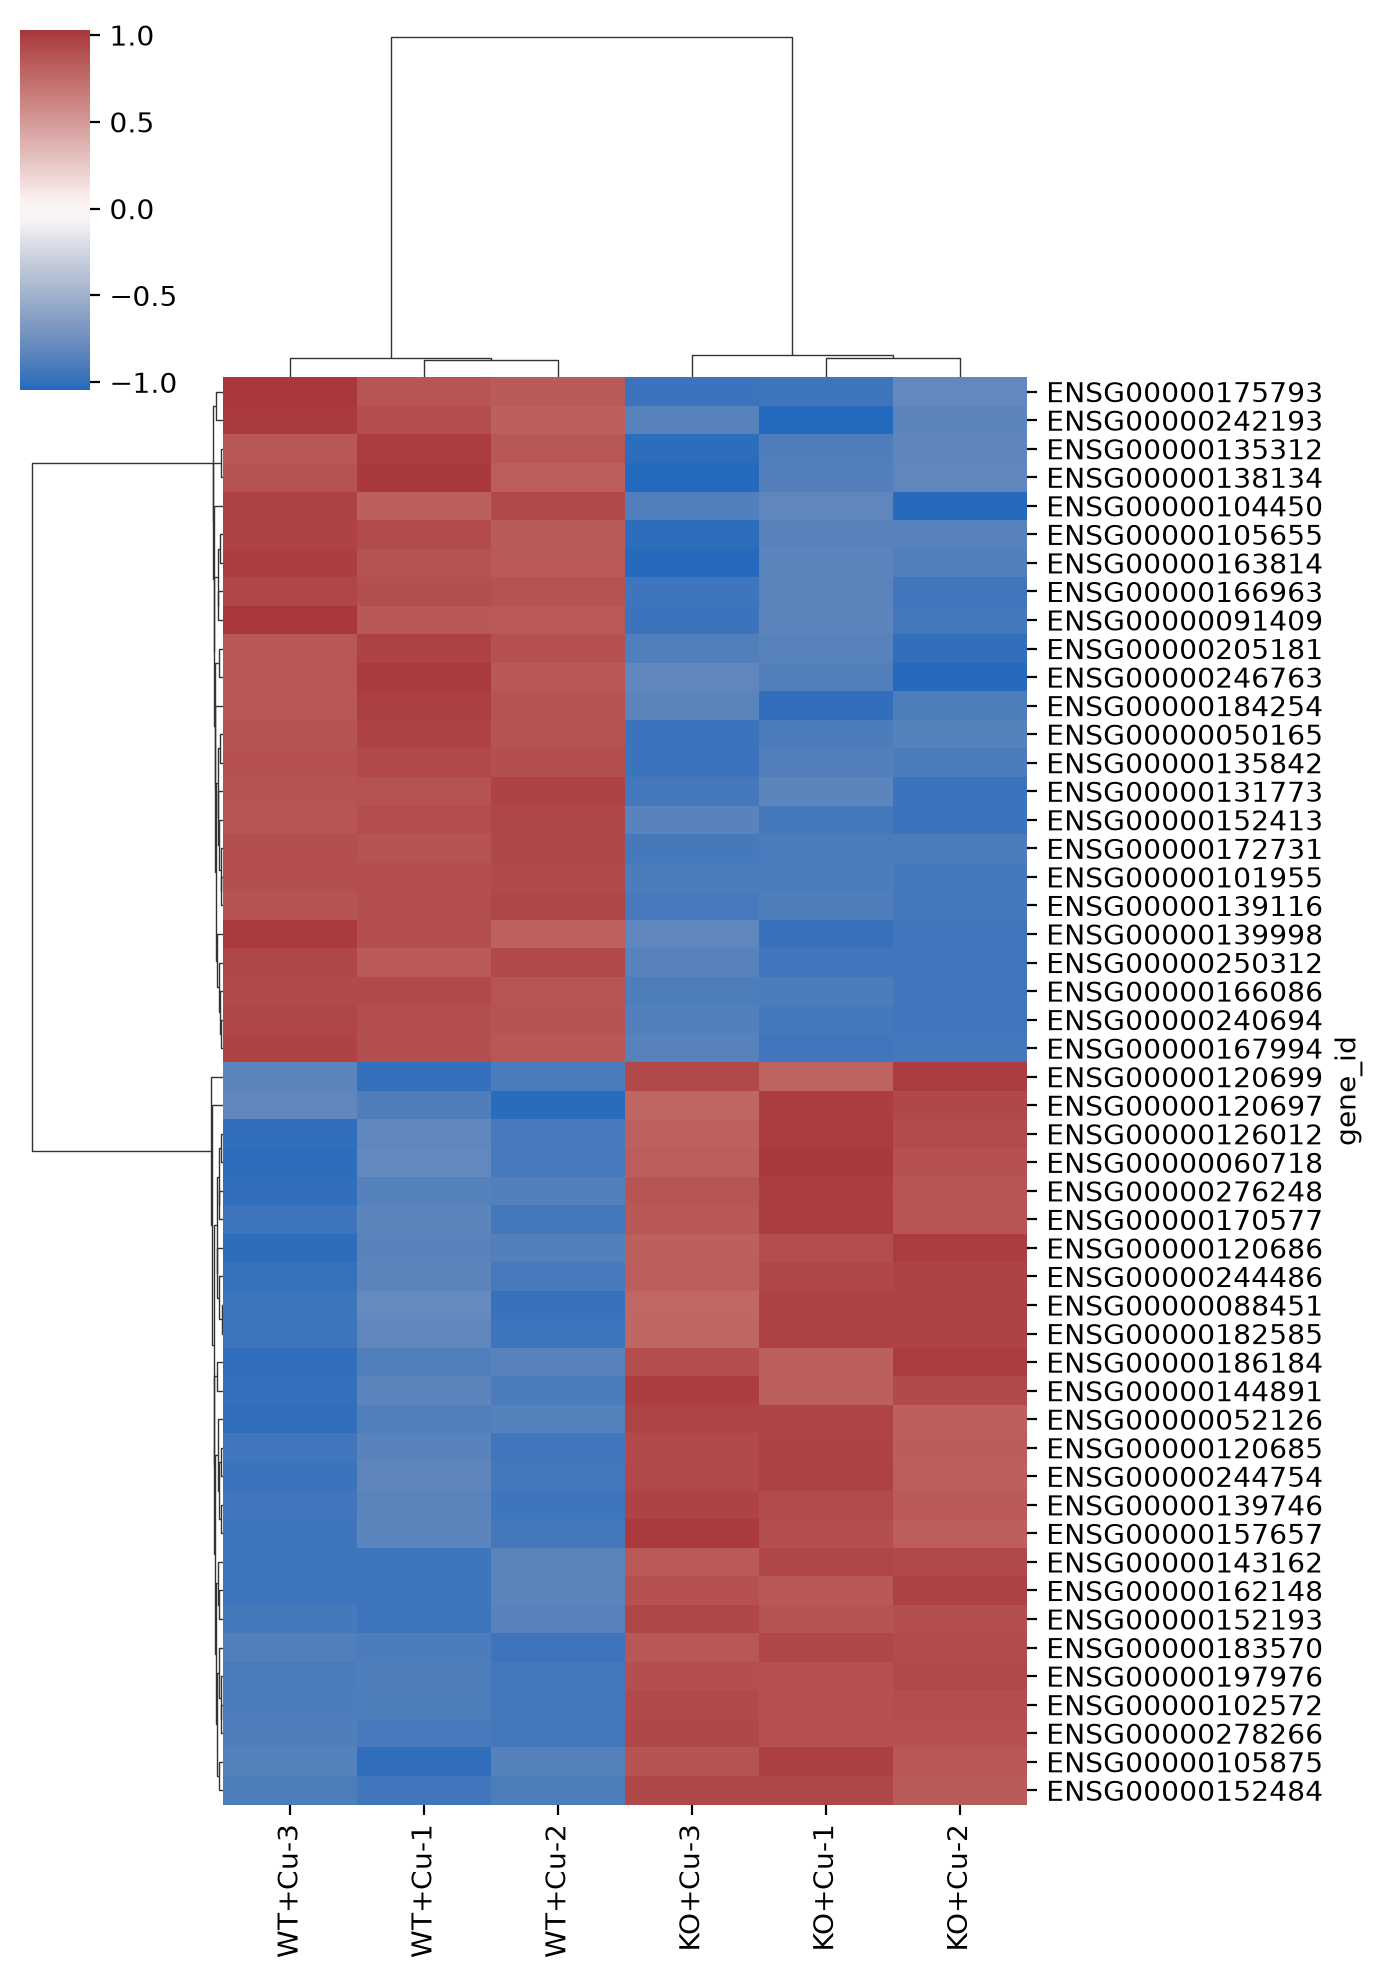 1.0
0.5
0.0
−0.5
−1.0
ENSG00000175793
ENSG00000242193
ENSG00000135312
ENSG00000138134
ENSG00000104450
ENSG00000105655
ENSG00000163814
ENSG00000166963
ENSG00000091409
ENSG00000205181
ENSG00000246763
ENSG00000184254
ENSG00000050165
ENSG00000135842
ENSG00000131773
ENSG00000152413
ENSG00000172731
ENSG00000101955
ENSG00000139116
ENSG00000139998
ENSG00000250312
ENSG00000166086
ENSG00000240694
ENSG00000167994
ENSG00000120699
ENSG00000120697
ENSG00000126012
ENSG00000060718
ENSG00000276248
ENSG00000170577
ENSG00000120686
ENSG00000244486
ENSG00000088451
ENSG00000182585
ENSG00000186184
ENSG00000144891
ENSG00000052126
ENSG00000120685
ENSG00000244754
ENSG00000139746
ENSG00000157657
ENSG00000143162
ENSG00000162148
ENSG00000152193
ENSG00000183570
ENSG00000197976
ENSG00000102572
ENSG00000278266
ENSG00000105875
ENSG00000152484
gene_id
WT+Cu-3
WT+Cu-1
WT+Cu-2
KO+Cu-3
KO+Cu-1
KO+Cu-2